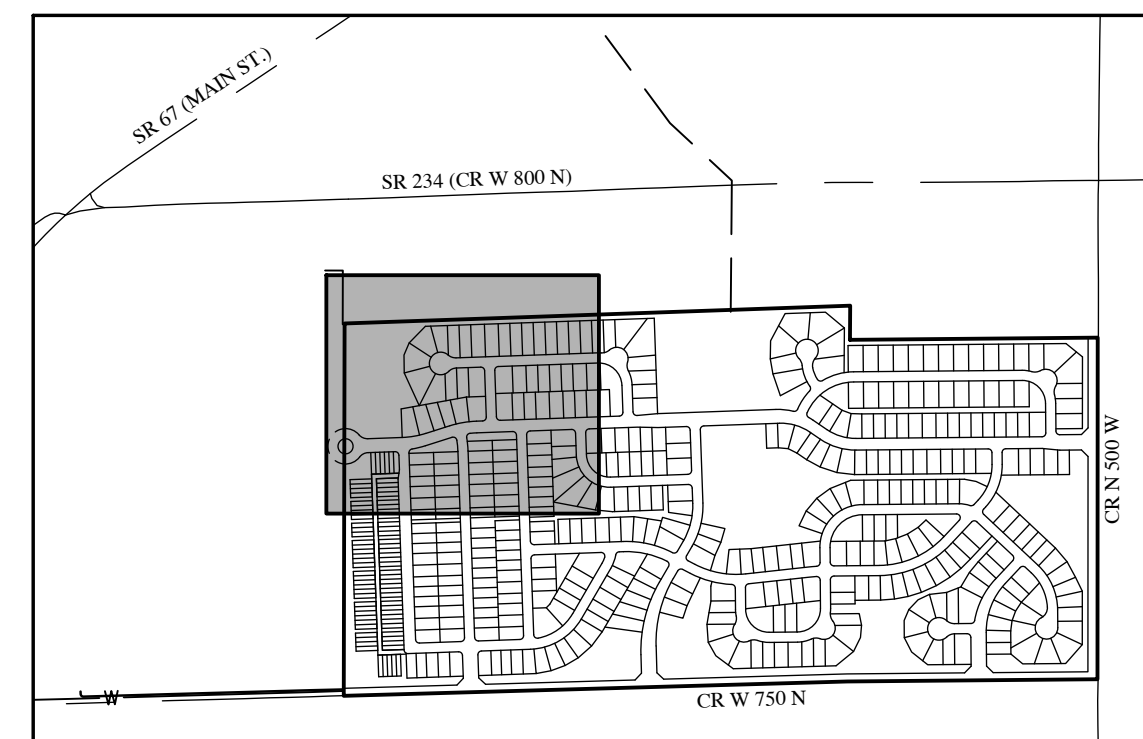 SR 67 (MAIN ST.)
SR 234 (CR W 800 N)
CR N 500 W
W
CR W 750 N